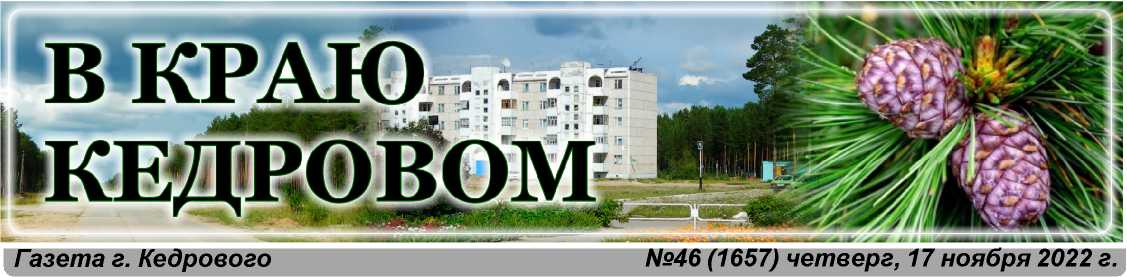 В КРАЮ
КЕДРОВОМ
Газета г. Кедрового
№46 (1657) четверг, 17 ноября 2022 г.